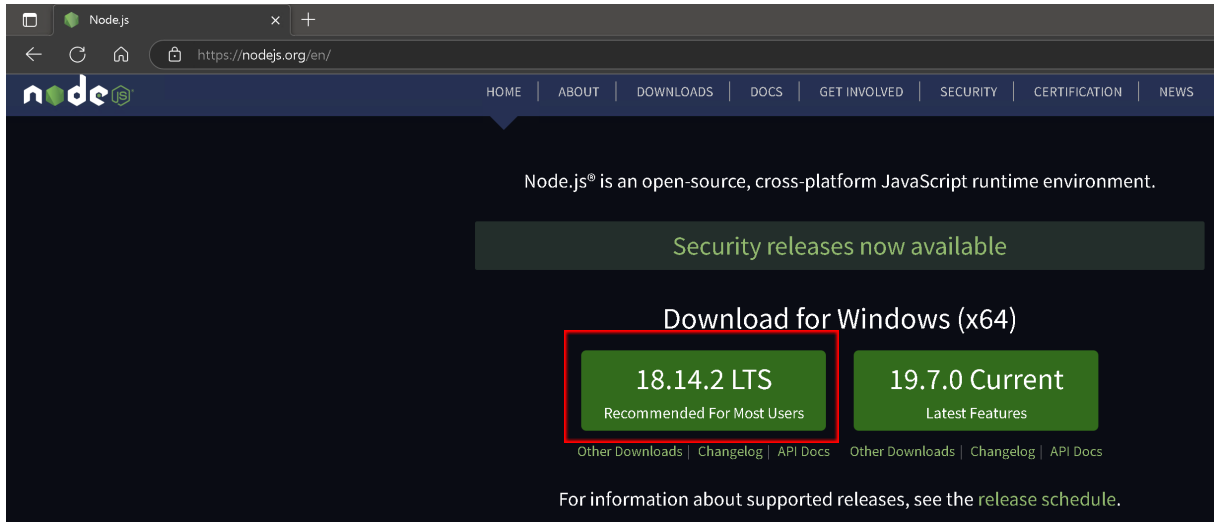 Node.js
https://nodejs.org/en/
node JS
HOME | ABOUT | DOWNLOADS | DOCS | GET INVOLVED | SECURITY | CERTIFICATION | NEWS
Node.js® is an open-source, cross-platform JavaScript runtime environment.
Security releases now available
Download for Windows (x64)
18.14.2 LTS 19.7.0 Current
Recommended For Most Users Latest Features
Other Downloads | Changelog | API Docs Other Downloads | Changelog | API Docs
For information about supported releases, see the release schedule.